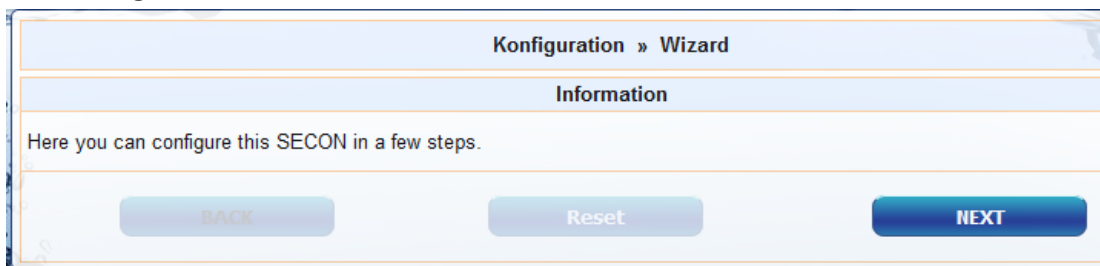 Konfiguration » Wizard
Information
Here you can configure this SECON in a few steps.
BACK Reset NEXT